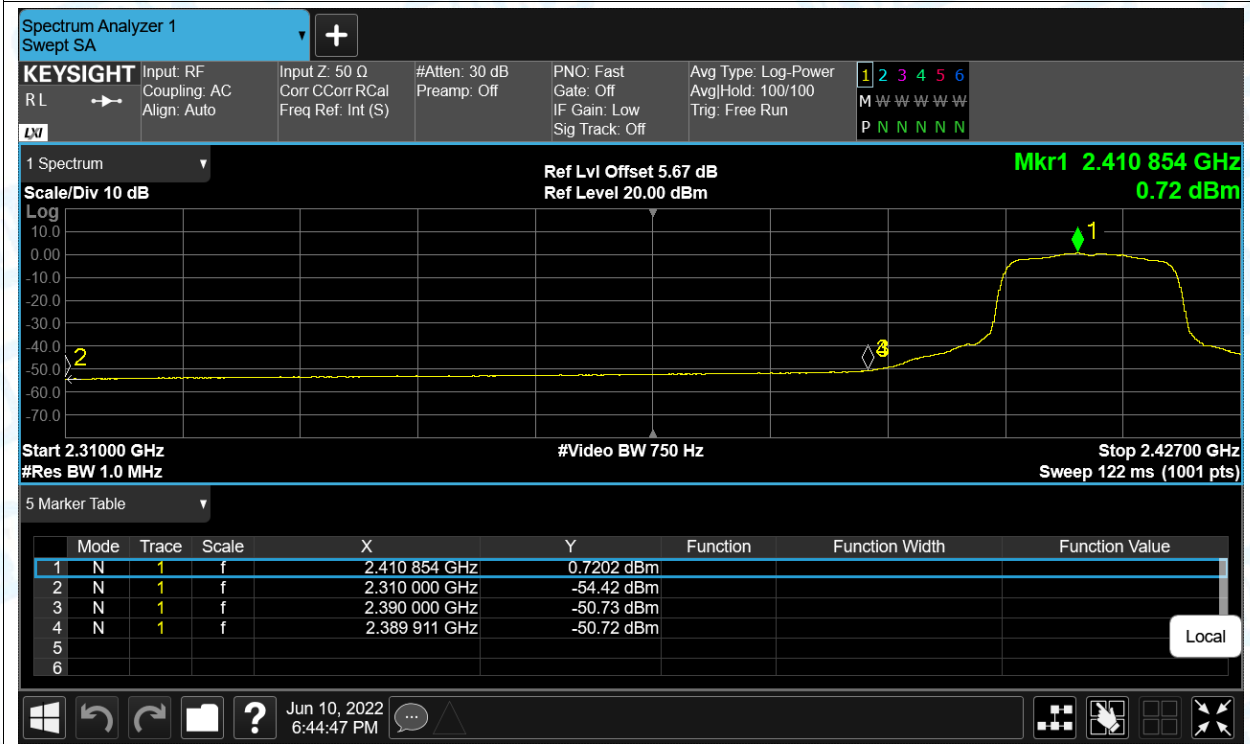 Spectrum Analyzer 1
Swept SA
+
KEYSIGHT
R L
LXI
Input: RF
Coupling: AC
Align: Auto
Input Z: 50 Ω
Corr CCorr RCal
Freq Ref: Int (S)
#Atten: 30 dB
Preamp: Off
PNO: Fast
Gate: Off
IF Gain: Low
Sig Track: Off
Avg Type: Log-Power
Avg|Hold: 100/100
Trig: Free Run
1 2 3 4 5 6
M W W W W W
P N N N N N
1 Spectrum
Scale/Div 10 dB
Ref Lvl Offset 5.67 dB
Ref Level 20.00 dBm
Mkr1 2.410 854 GHz
0.72 dBm
Log
10.0
0.00
-10.0
-20.0
-30.0
-40.0
-50.0
-60.0
-70.0
1
2
Start 2.31000 GHz
#Res BW 1.0 MHz
#Video BW 750 Hz
Stop 2.42700 GHz
Sweep 122 ms (1001 pts)
5 Marker Table
Mode Trace Scale X Y Function Function Width Function Value
1 N 1 f 2.410 854 GHz 0.7202 dBm
2 N 1 f 2.310 000 GHz -54.42 dBm
3 N 1 f 2.390 000 GHz -50.73 dBm
4 N 1 f 2.389 911 GHz -50.72 dBm
5
6
Local
?
Jun 10, 2022
6:44:47 PM